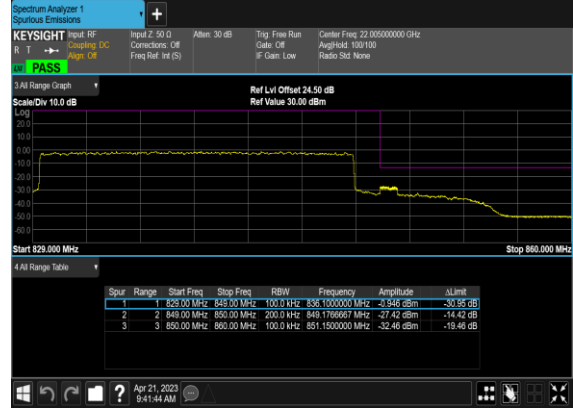 Spectrum Analyzer 1
Spurious Emissions
KEYSIGHT Input: RF Input Z: 50 Ω Atten: 30 dB Trig: Free Run Center Freq: 22.005000000 GHz
R T Coupling: DC Corrections: Off Gate: Off Avg|Hold: 100/100
Align: Off Freq Ref: Int (S) IF Gain: Low Radio Std: None
PASS
3 All Range Graph
Ref Lvl Offset 24.50 dB
Scale/Div 10.0 dB Ref Value 30.00 dBm
Log
20.0
10.0
0.00
-10.0
-20.0
-30.0
-40.0
-50.0
-60.0
Start 829.000 MHz Stop 860.000 MHz
4 All Range Table
Spur Range Start Freq Stop Freq RBW Frequency Amplitude ΔLimit
1 1 829.00 MHz 849.00 MHz 100.0 kHz 836.1000000 MHz -0.946 dBm -30.95 dB
2 2 849.00 MHz 850.00 MHz 200.0 kHz 849.1766667 MHz -27.42 dBm -14.42 dB
3 3 850.00 MHz 860.00 MHz 100.0 kHz 851.1500000 MHz -32.46 dBm -19.46 dB
? Apr 21, 2023
9:41:44 AM